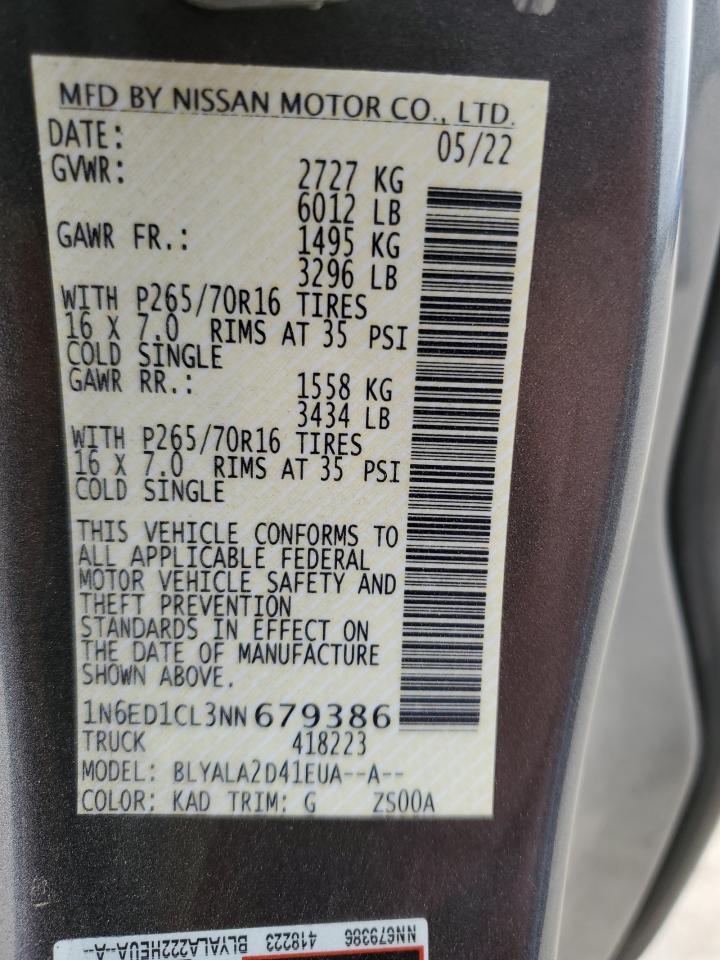 MFD BY NISSAN MOTOR CO., LTD.
DATE: 05/22
GVWR: 2727 KG
6012 LB
GAWR FR.: 1495 KG
3296 LB
WITH P265/70R16 TIRES
16 X 7.0 RIMS AT 35 PSI
COLD SINGLE
GAWR RR.: 1558 KG
3434 LB
WITH P265/70R16 TIRES
16 X 7.0 RIMS AT 35 PSI
COLD SINGLE
THIS VEHICLE CONFORMS TO
ALL APPLICABLE FEDERAL
MOTOR VEHICLE SAFETY AND
THEFT PREVENTION
STANDARDS IN EFFECT ON
THE DATE OF MANUFACTURE
SHOWN ABOVE.
1N6ED1CL3NN679386
TRUCK 418223
MODEL: BLYALA2D41EUA--A--
COLOR: KAD TRIM: G ZS00A
NN679386 418223 BLYALA222HEUA--A--